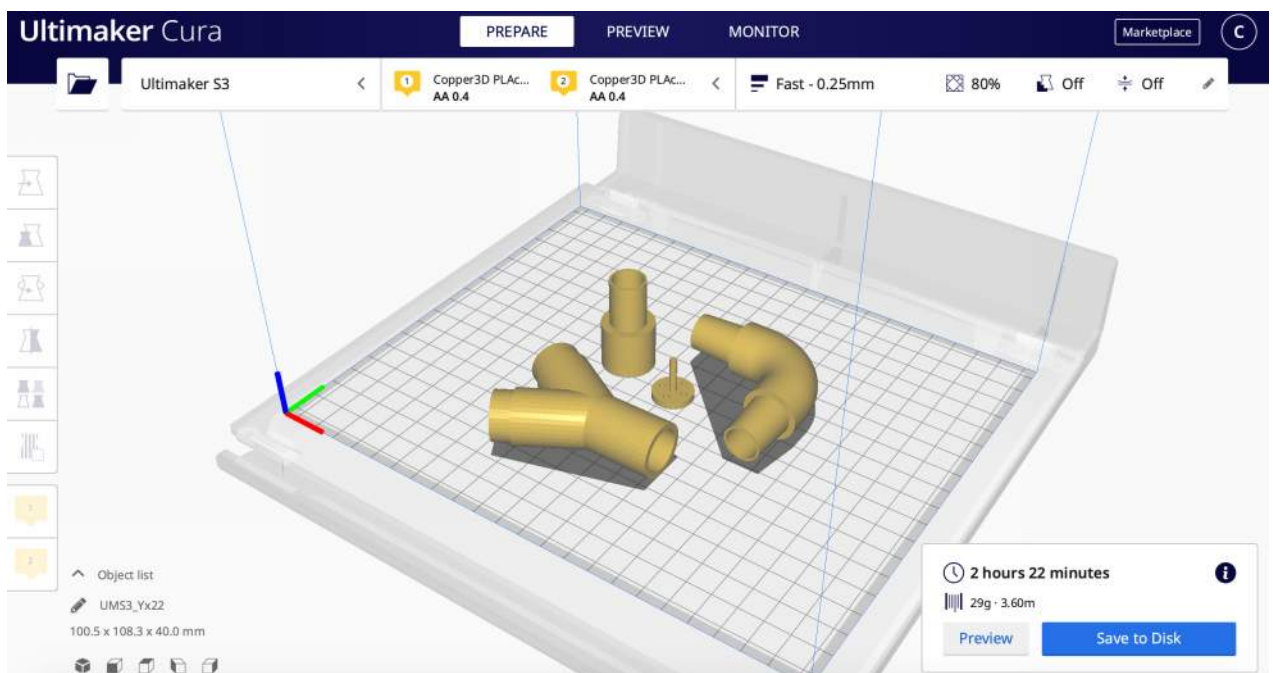 Ultimaker Cura
PREPARE PREVIEW MONITOR
Marketplace C
Ultimaker S3
1 Copper3D PLAc... AA 0.4
2 Copper3D PLAc... AA 0.4
Fast - 0.25mm 80% Off Off
1
2
Object list
UMS3_Yx22
100.5 x 108.3 x 40.0 mm
2 hours 22 minutes i
29g · 3.60m
Preview Save to Disk